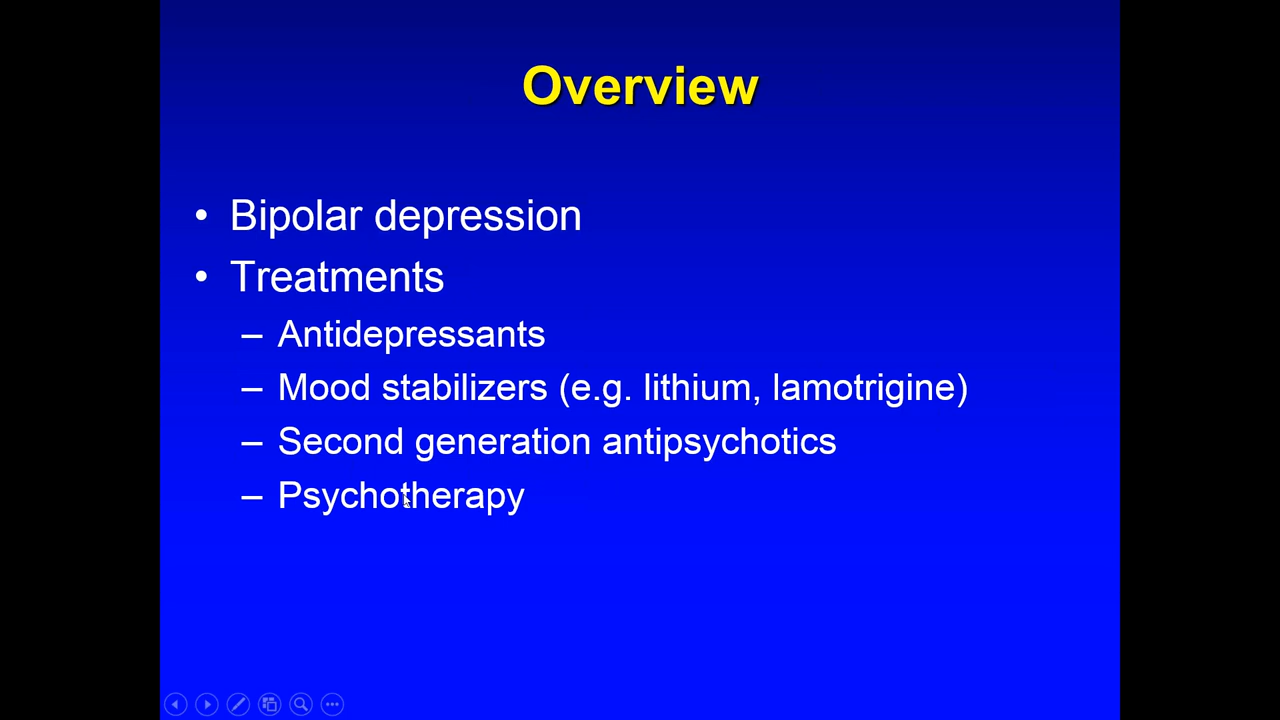 Overview
• Bipolar depression
• Treatments
– Antidepressants
– Mood stabilizers (e.g. lithium, lamotrigine)
– Second generation antipsychotics
– Psychotherapy